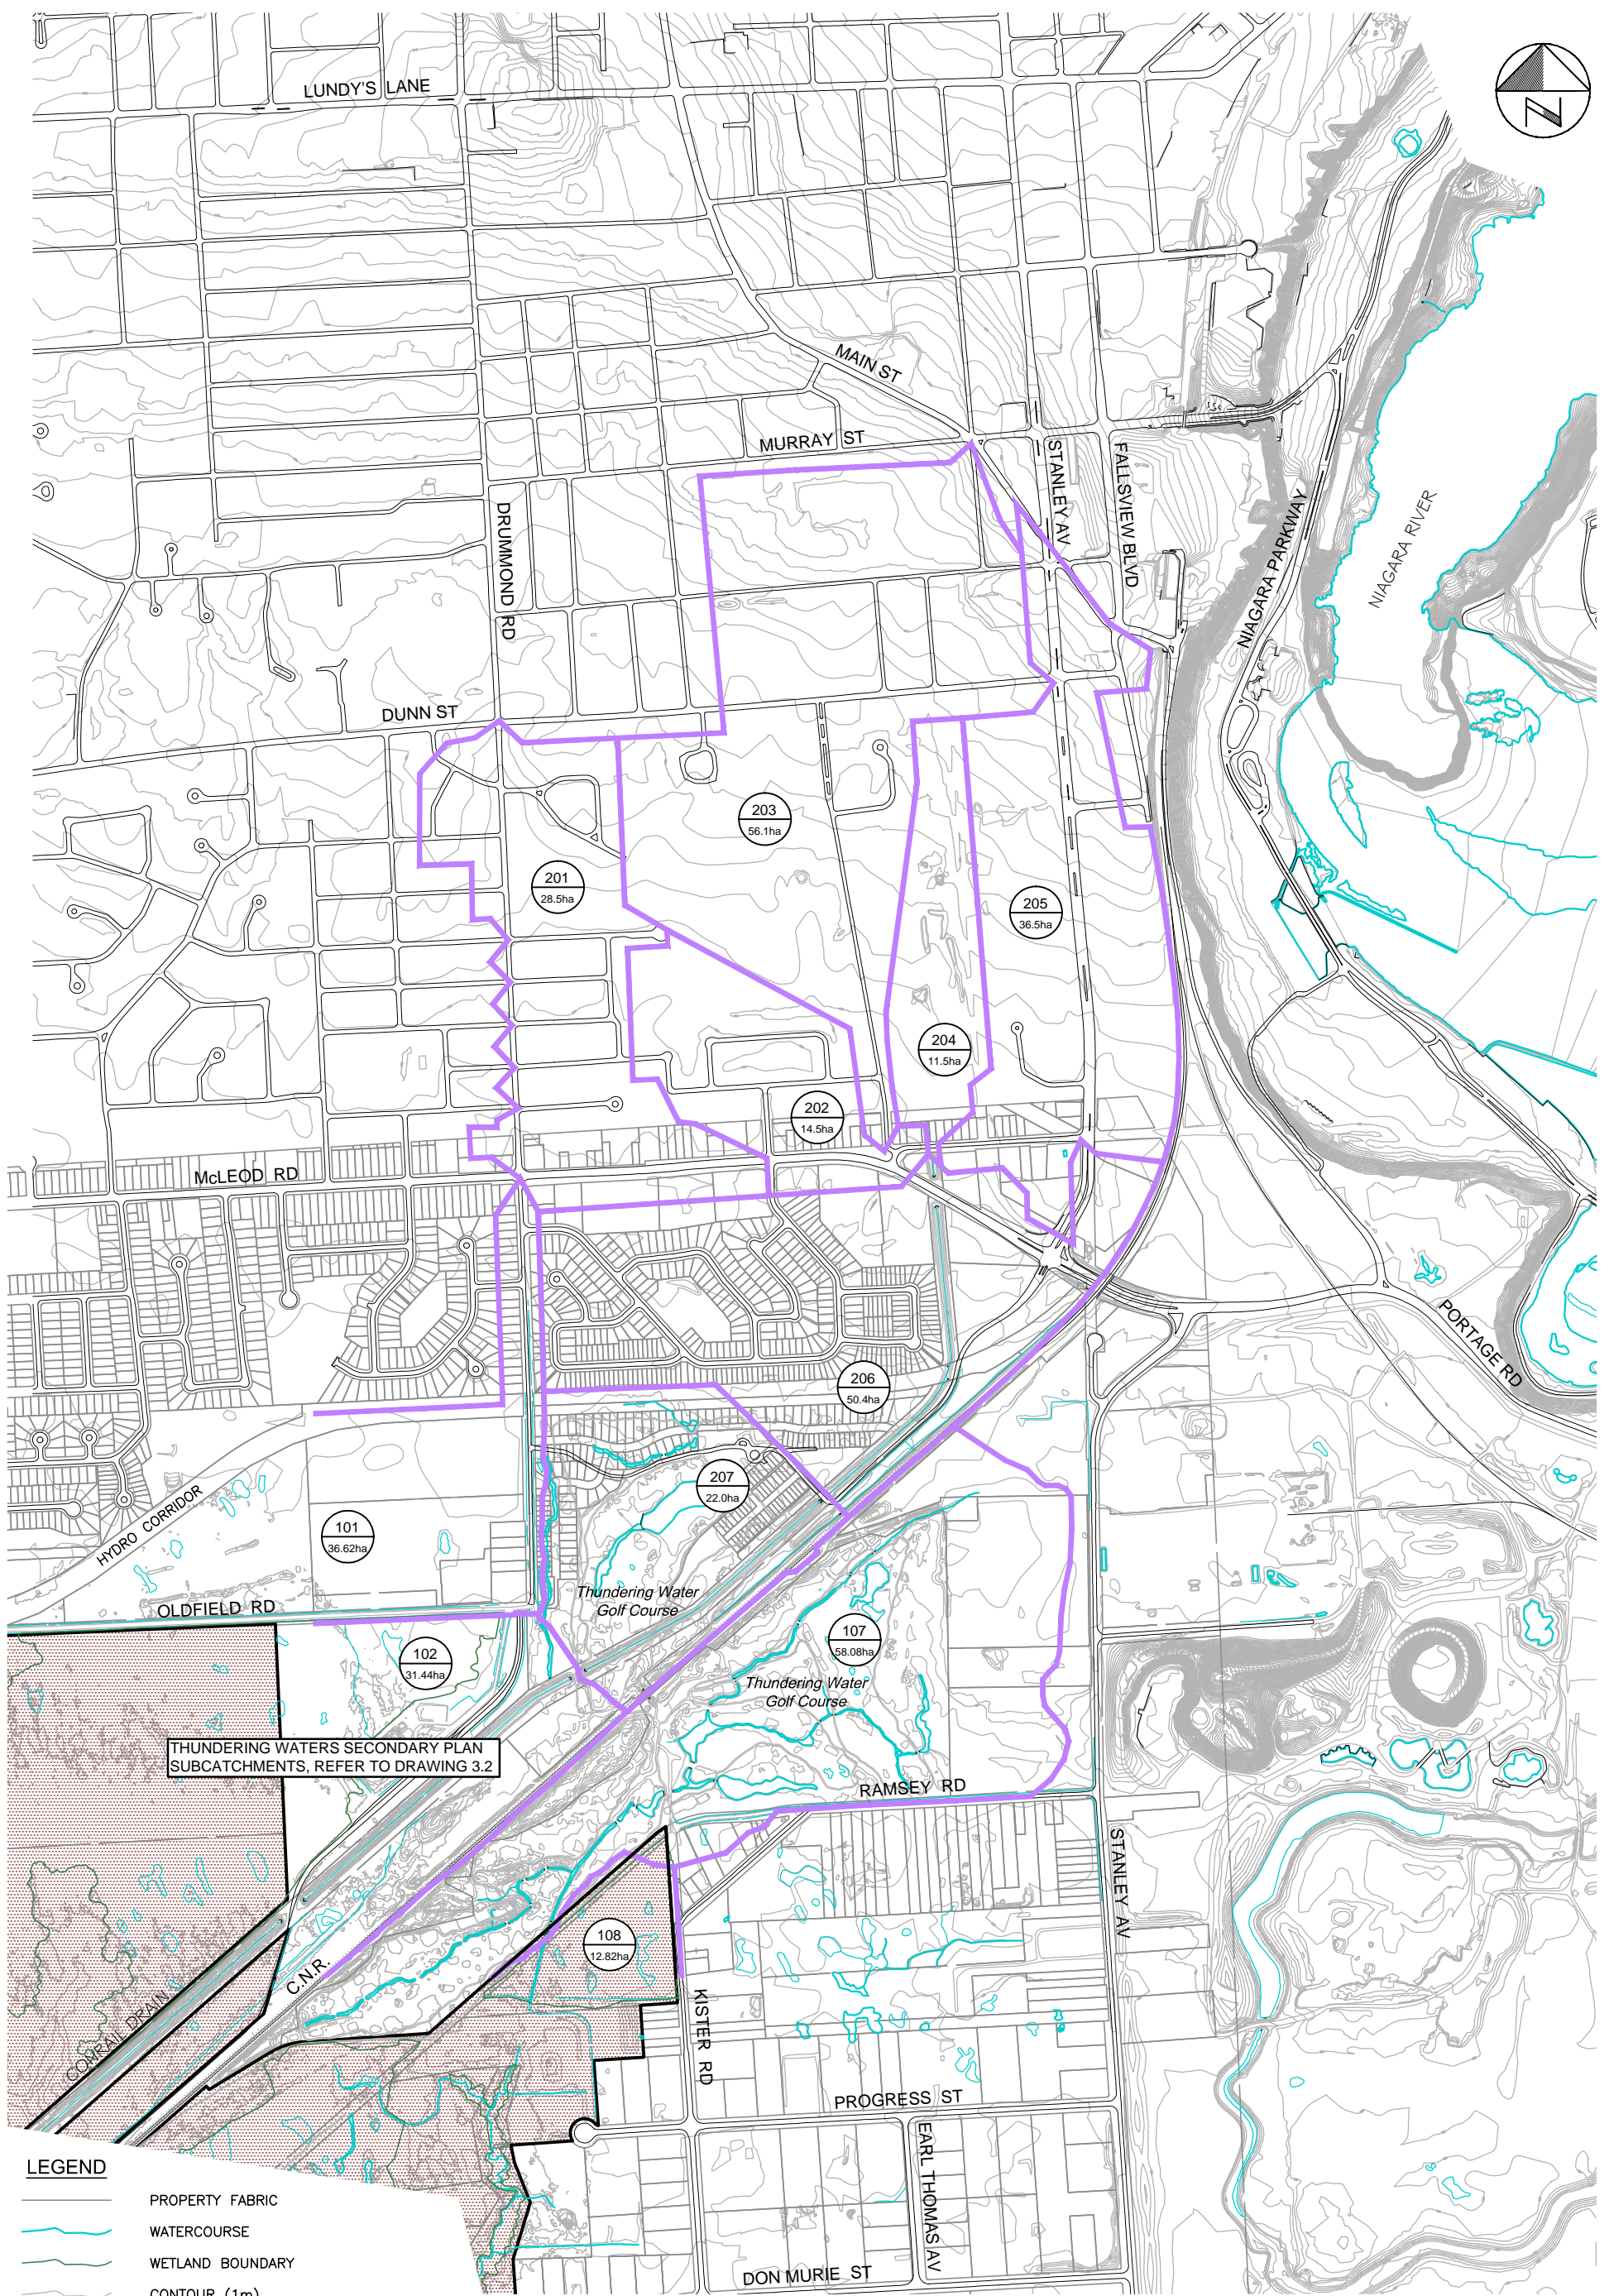 LUNDY'S LANE
N
MAIN ST
MURRAY ST
STANLEY AV
FALLSVIEW BLVD
NIAGARA PARKWAY
NIAGARA RIVER
DRUMMOND RD
DUNN ST
203
56.1ha
201
28.5ha
205
36.5ha
204
11.5ha
202
14.5ha
McLEOD RD
PORTAGE RD
206
50.4ha
207
22.0ha
HYDRO CORRIDOR
101
36.62ha
Thundering Water
Golf Course
OLDFIELD RD
102
31.44ha
107
58.08ha
Thundering Water
Golf Course
THUNDERING WATERS SECONDARY PLAN
SUBCATCHMENTS, REFER TO DRAWING 3.2
RAMSEY RD
STANLEY AV
108
12.82ha
C.N.R.
CONRAIL DRAIN
KISTER RD
PROGRESS ST
EARL THOMAS AV
DON MURIE ST
LEGEND
PROPERTY FABRIC
WATERCOURSE
WETLAND BOUNDARY
CONTOUR (1m)